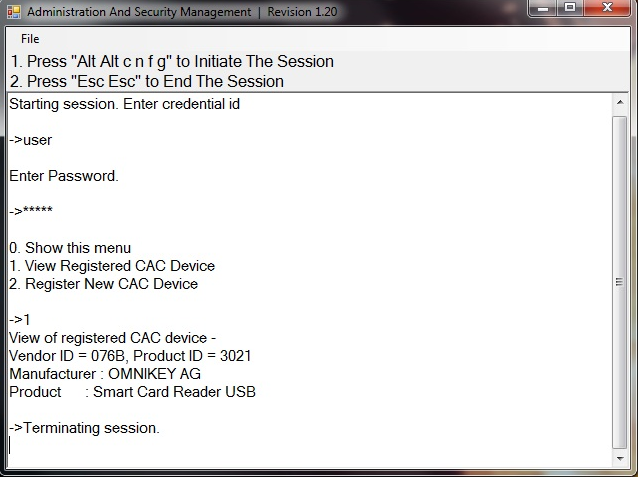 Administration And Security Management | Revision 1.20
File
1. Press "Alt Alt c n f g" to Initiate The Session
2. Press "Esc Esc" to End The Session
Starting session. Enter credential id
->user
Enter Password.
->*****
0. Show this menu
1. View Registered CAC Device
2. Register New CAC Device
->1
View of registered CAC device -
Vendor ID = 076B, Product ID = 3021
Manufacturer : OMNIKEY AG
Product : Smart Card Reader USB
->Terminating session.